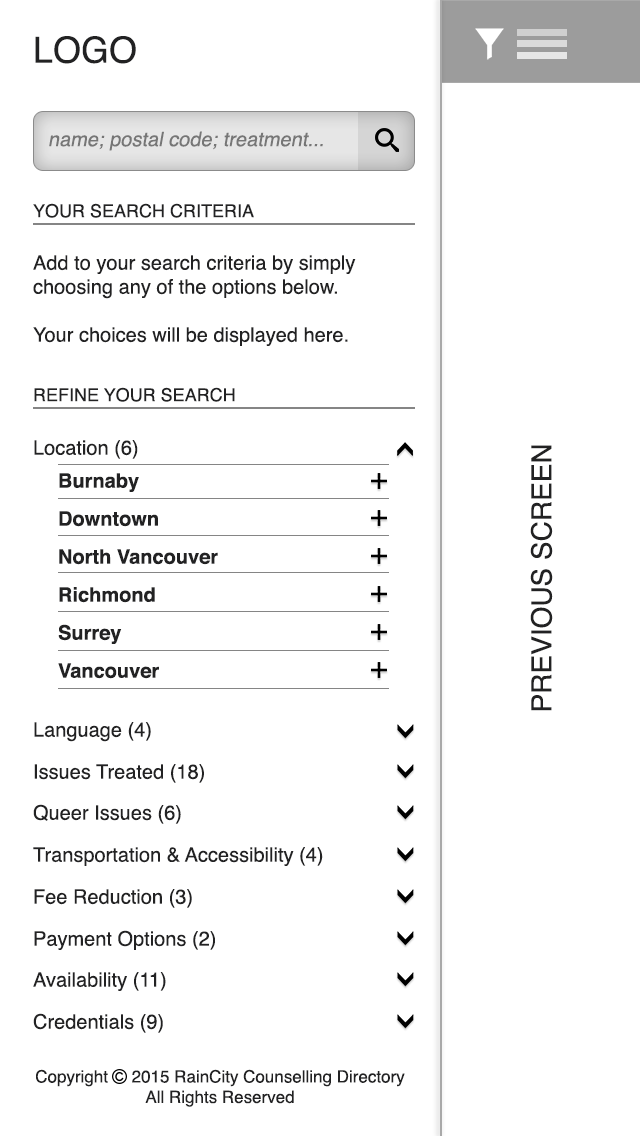 LOGO
name; postal code; treatment...
YOUR SEARCH CRITERIA
Add to your search criteria by simply
choosing any of the options below.
Your choices will be displayed here.
REFINE YOUR SEARCH
Location (6)
Burnaby
Downtown
North Vancouver
Richmond
Surrey
Vancouver
Language (4)
Issues Treated (18)
Queer Issues (6)
Transportation & Accessibility (4)
Fee Reduction (3)
Payment Options (2)
Availability (11)
Credentials (9)
Copyright © 2015 RainCity Counselling Directory
All Rights Reserved
PREVIOUS SCREEN